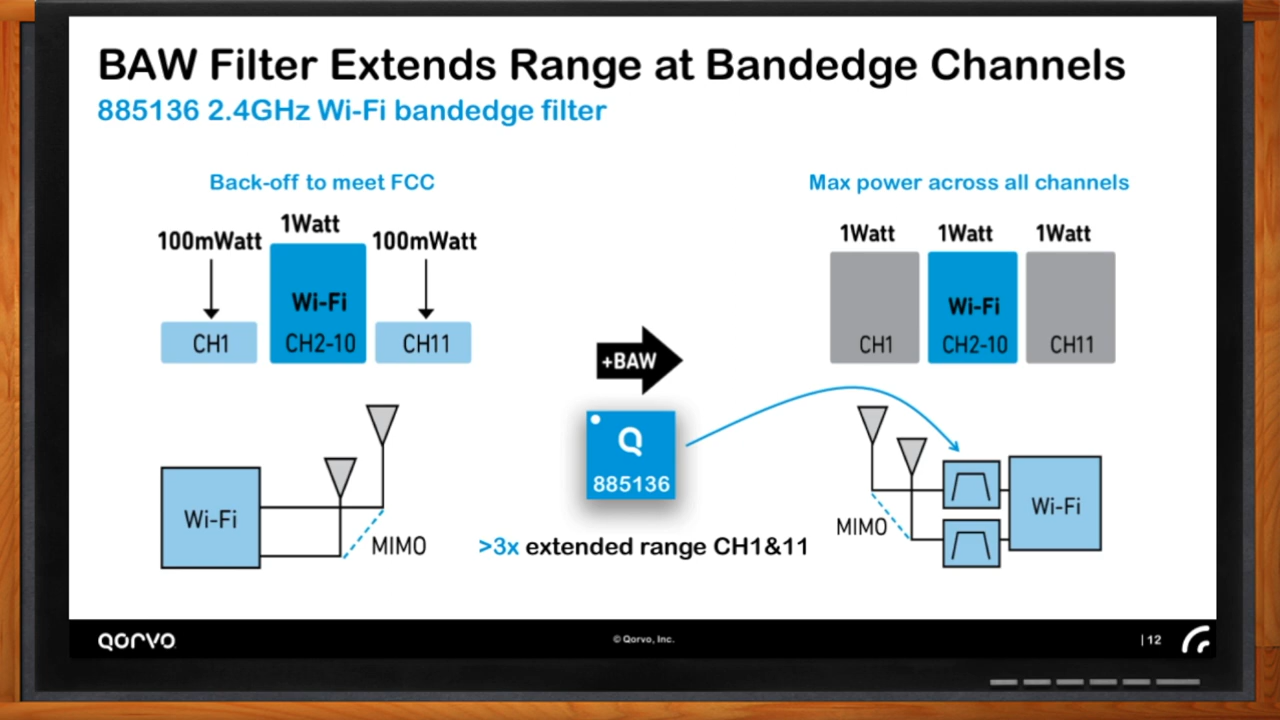 BAW Filter Extends Range at Bandedge Channels
885136 2.4GHz Wi-Fi bandedge filter
Back-off to meet FCC
100mWatt
1Watt
100mWatt
Wi-Fi
CH1
CH2-10
CH11
Max power across all channels
1Watt
1Watt
1Watt
Wi-Fi
CH1
CH2-10
CH11
+BAW
Q
885136
>3x extended range CH1&11
Wi-Fi
MIMO
MIMO
Wi-Fi
QORVO
© Qorvo, Inc.
| 12